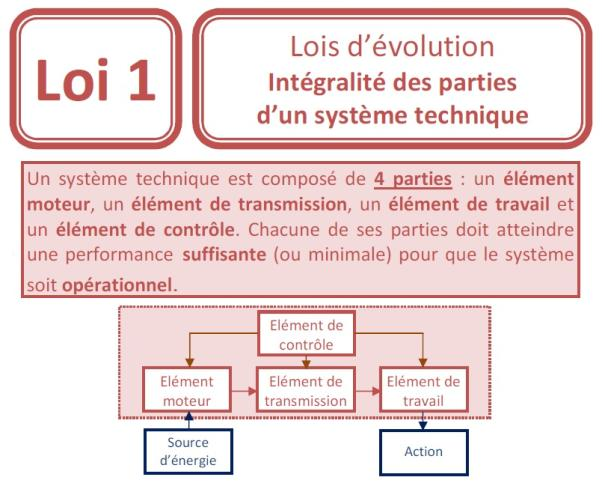 Loi 1
Lois d’évolution
Intégralité des parties
d’un système technique
Un système technique est composé de 4 parties : un élément
moteur, un élément de transmission, un élément de travail et
un élément de contrôle. Chacune de ses parties doit atteindre
une performance suffisante (ou minimale) pour que le système
soit opérationnel.
Elément de
contrôle
Elément
moteur
Elément de
transmission
Elément de
travail
Source
d’énergie
Action